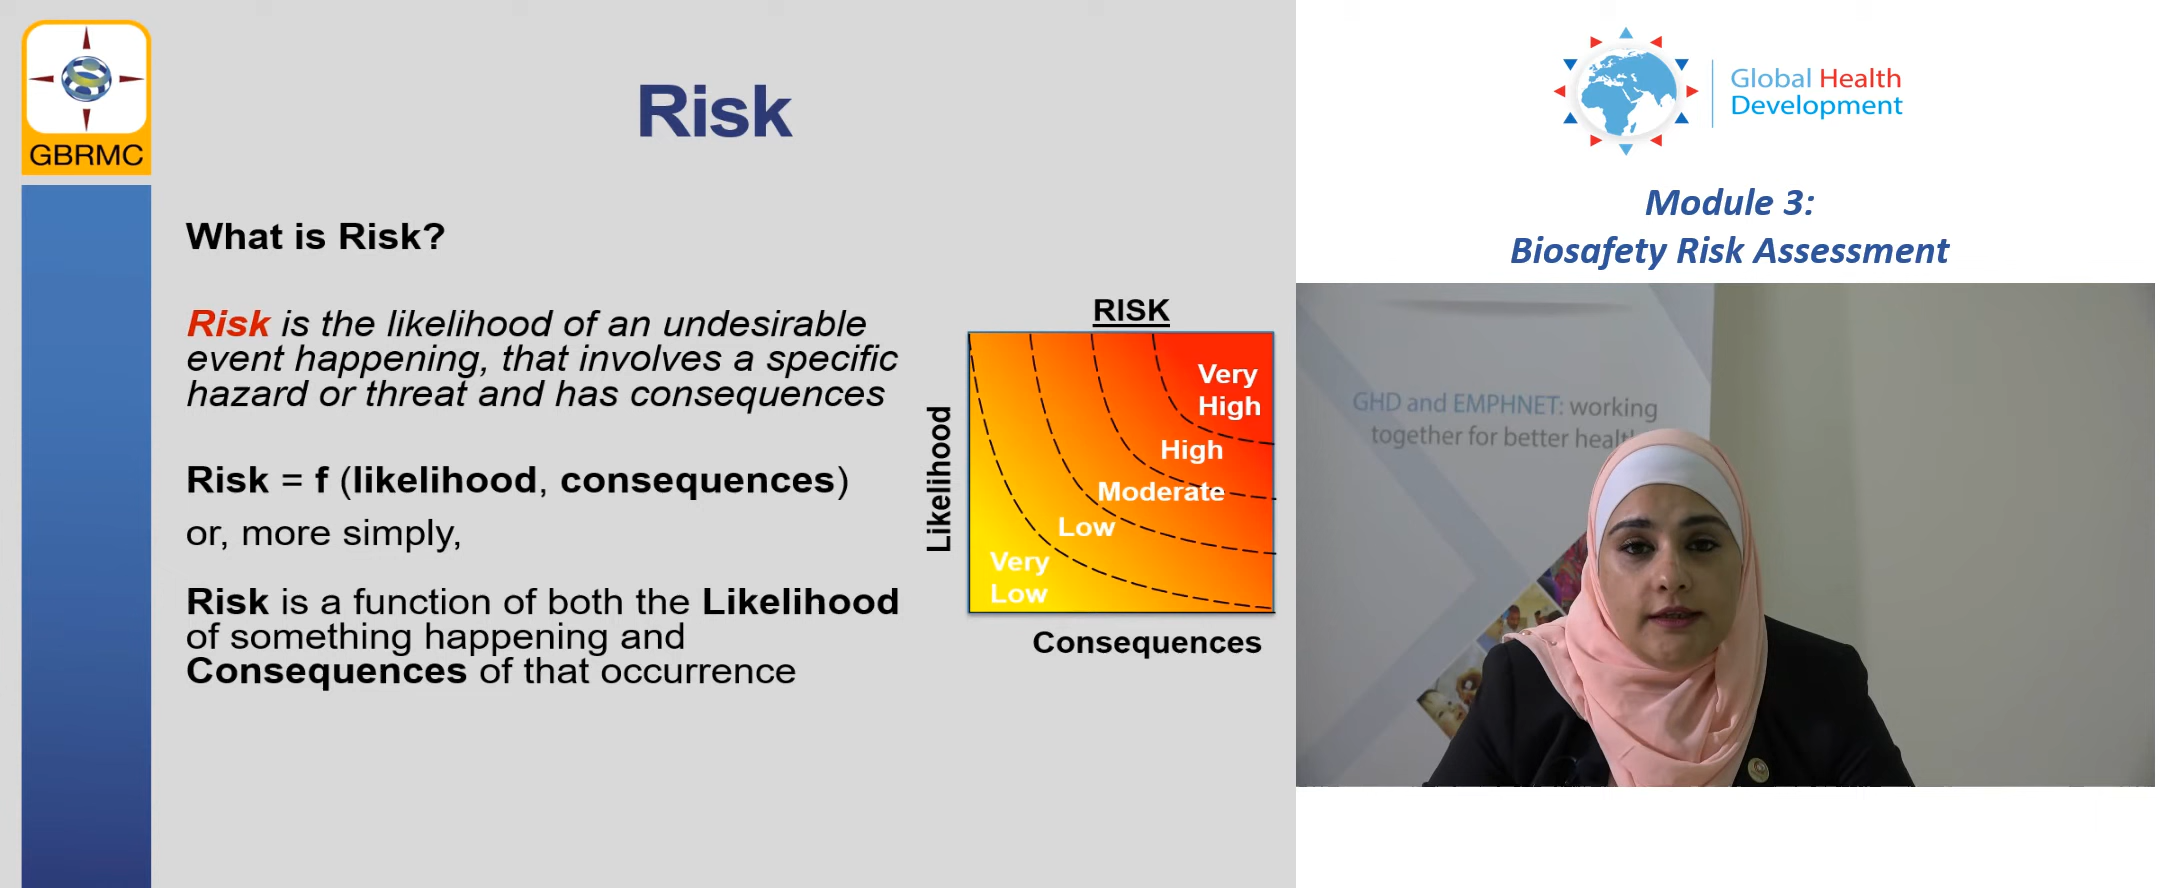 GBRMC
Risk
What is Risk?
Risk is the likelihood of an undesirable
event happening, that involves a specific
hazard or threat and has consequences
Risk = f (likelihood, consequences)
or, more simply,
Risk is a function of both the Likelihood
of something happening and
Consequences of that occurrence
RISK
Likelihood
Very
High
High
Moderate
Low
Very
Low
Consequences
Global Health
Development
Module 3:
Biosafety Risk Assessment
GHD and EMPHNET: working
together for better health